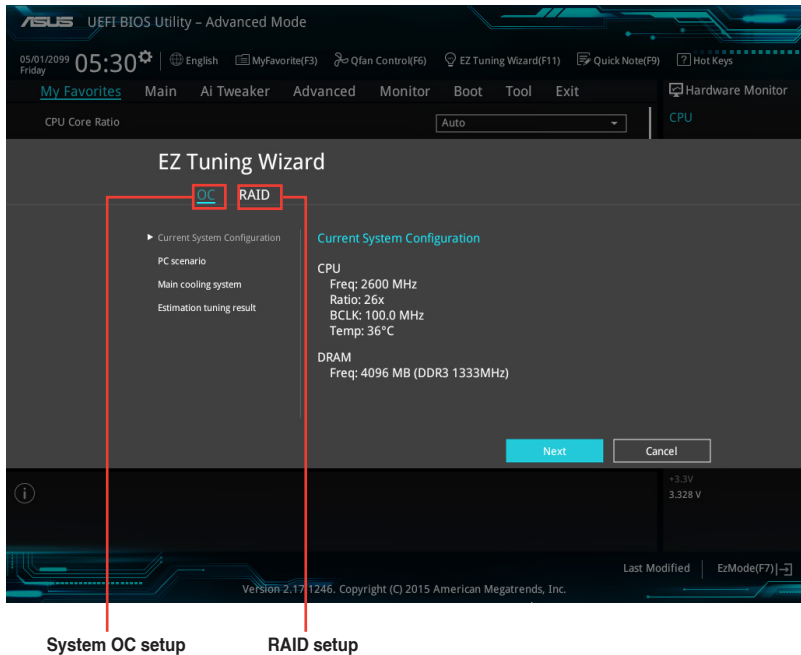 ASUS UEFI BIOS Utility – Advanced Mode
05/01/2099 Friday 05:30 English MyFavorite(F3) Qfan Control(F6) EZ Tuning Wizard(F11) Quick Note(F9) ? Hot Keys
My Favorites Main Ai Tweaker Advanced Monitor Boot Tool Exit Hardware Monitor
CPU Core Ratio Auto CPU
EZ Tuning Wizard
OC RAID
Current System Configuration
PC scenario
Main cooling system
Estimation tuning result
Current System Configuration
CPU
Freq: 2600 MHz
Ratio: 26x
BCLK: 100.0 MHz
Temp: 36°C
DRAM
Freq: 4096 MB (DDR3 1333MHz)
Next Cancel
+3.3V
3.328 V
Last Modified EzMode(F7)
Version 2.17.1246. Copyright (C) 2015 American Megatrends, Inc.
System OC setup RAID setup